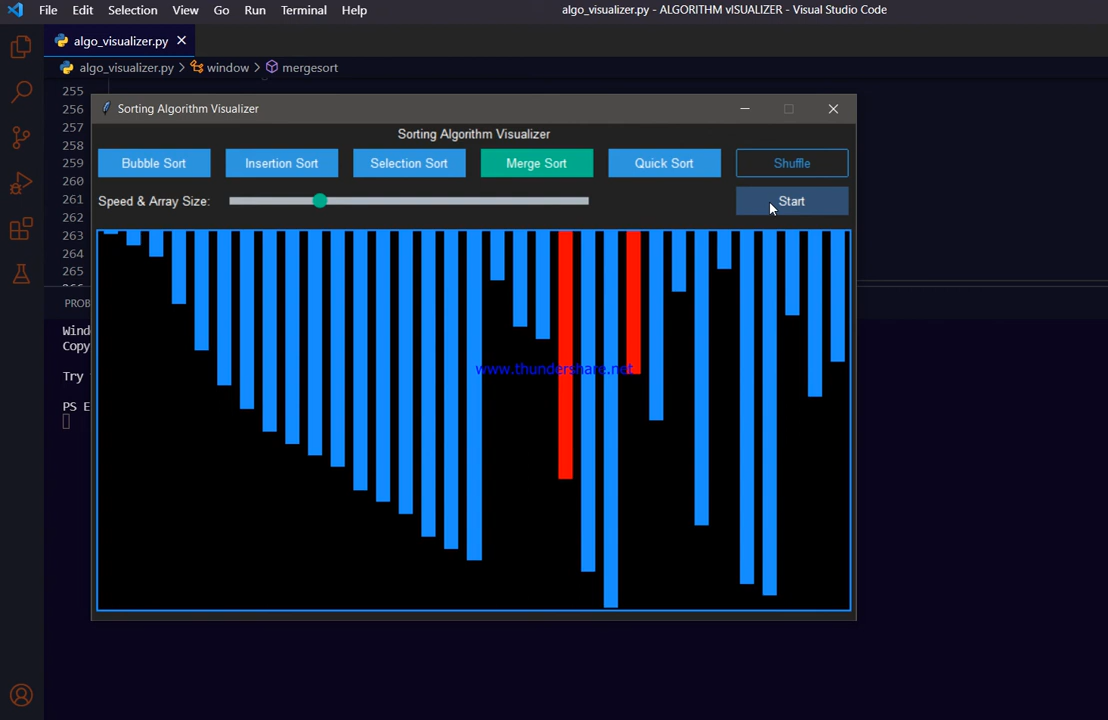 File Edit Selection View Go Run Terminal Help algo_visualizer.py - ALGORITHM vISUALIZER - Visual Studio Code
algo_visualizer.py
algo_visualizer.py > window > mergesort
255
256
Sorting Algorithm Visualizer
257
Sorting Algorithm Visualizer
258
259
Bubble Sort Insertion Sort Selection Sort Merge Sort Quick Sort Shuffle
260
261
Speed & Array Size: Start
262
263
264
265
PROB
Wind
Copy
www.thundershare.net
Try
PS E